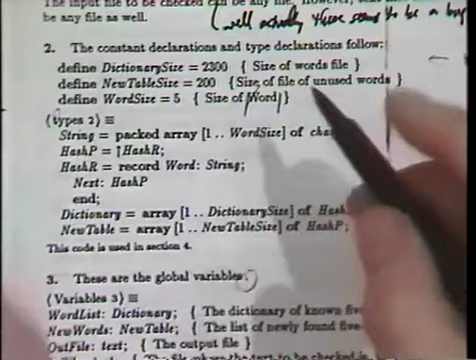 The input file to be checked can be any file. However, that m
be any file as well. (well actually there seems to be a bug
2. The constant declarations and type declarations follow:
define DictionarySize = 2300 { Size of words file }
define NewTableSize = 200 { Size of file of unused words }
define WordSize = 5 { Size of Word }
⟨types 2⟩ ≡
String = packed array [1 .. WordSize] of cha
HashP = ↑HashR;
HashR = record Word: String;
Next: HashP
end;
Dictionary = array [1 .. DictionarySize] of Hash
NewTable = array [1 .. NewTableSize] of HashP;
This code is used in section 4.
3. These are the global variables:
⟨Variables 3⟩ ≡
WordList: Dictionary; { The dictionary of known five
NewWords: NewTable; { The list of newly found five
OutFile: text; { The output file }